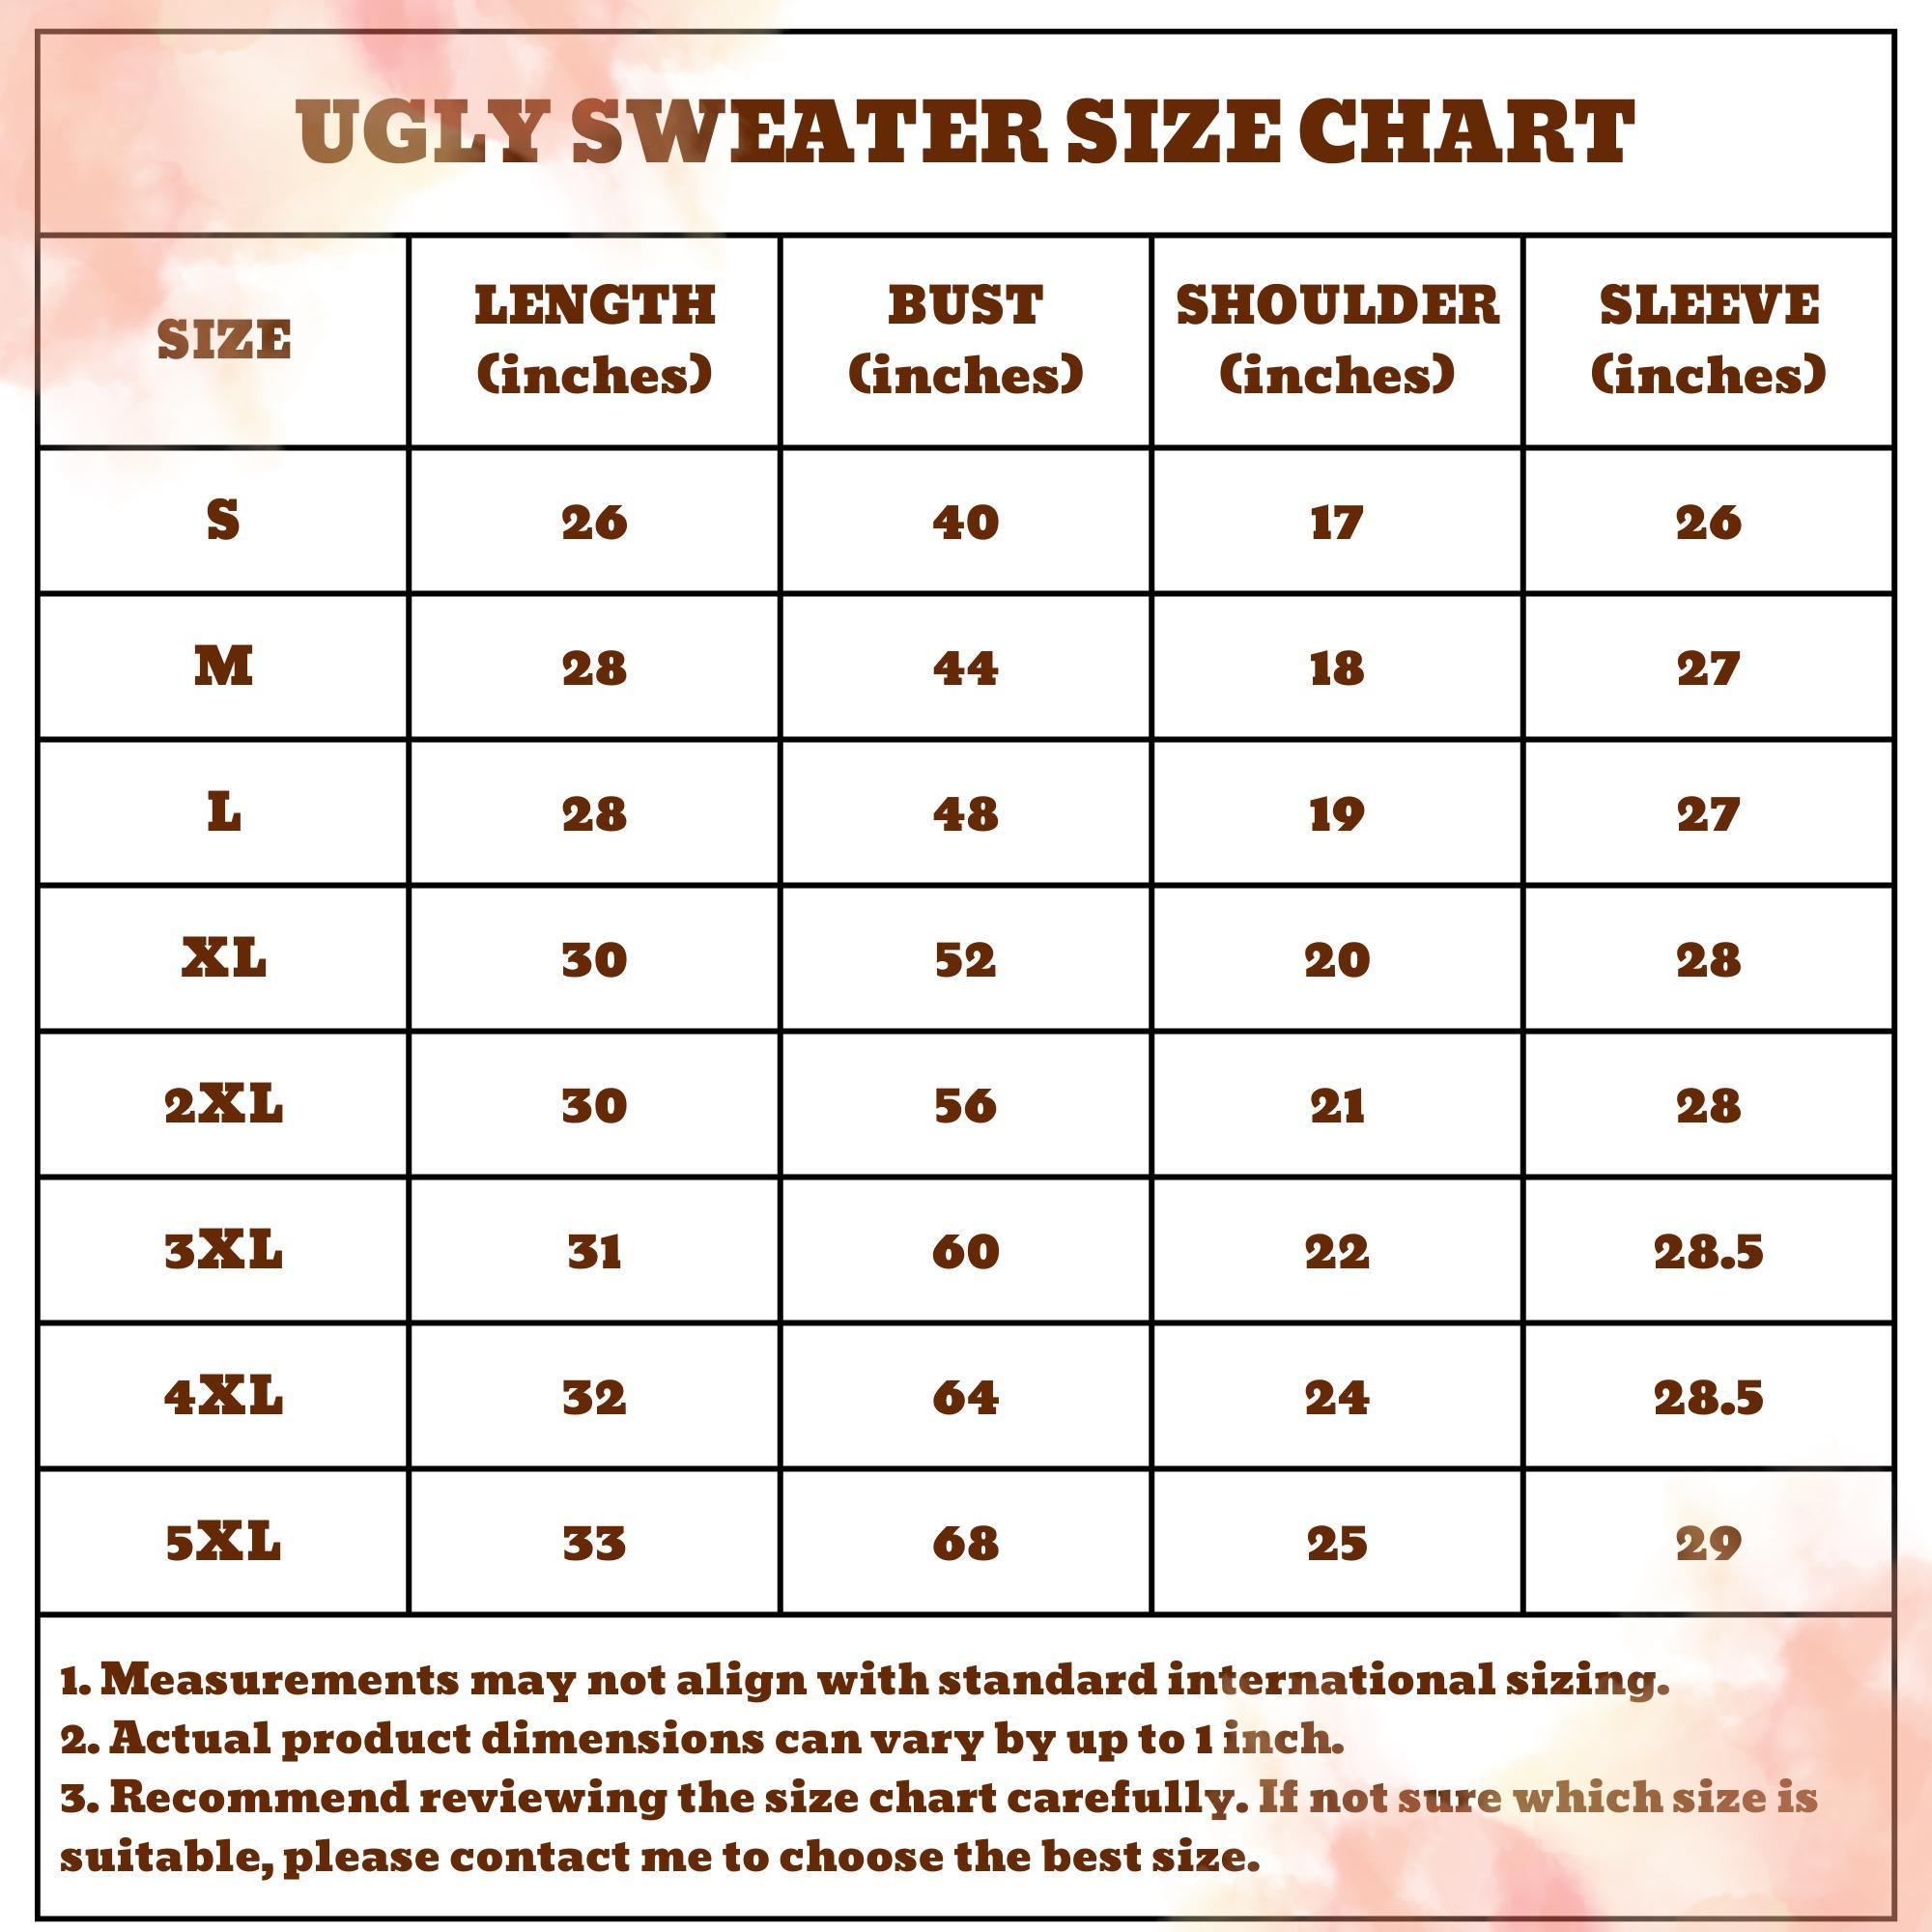 UGLY SWEATER SIZE CHART
SIZE LENGTH (inches) BUST (inches) SHOULDER (inches) SLEEVE (inches)
S 26 40 17 26
M 28 44 18 27
L 28 48 19 27
XL 30 52 20 28
2XL 30 56 21 28
3XL 31 60 22 28.5
4XL 32 64 24 28.5
5XL 33 68 25 29
1. Measurements may not align with standard international sizing.
2. Actual product dimensions can vary by up to 1 inch.
3. Recommend reviewing the size chart carefully. If not sure which size is
suitable, please contact me to choose the best size.